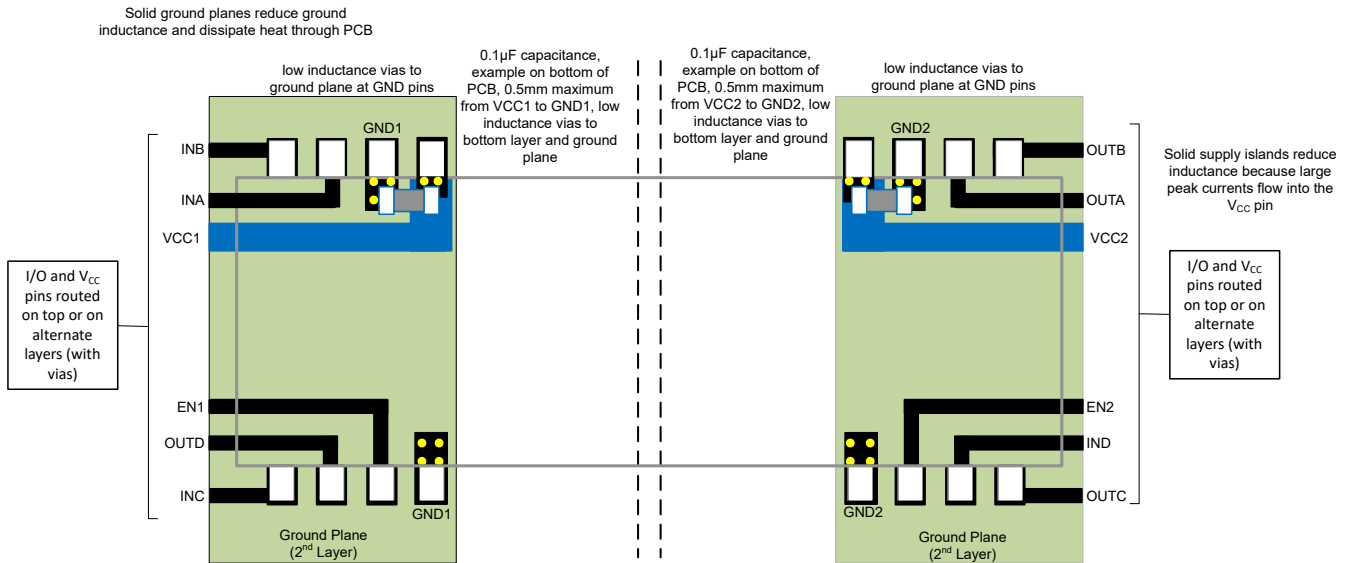 Solid ground planes reduce ground
inductance and dissipate heat through PCB
low inductance vias to
ground plane at GND pins
0.1µF capacitance,
example on bottom of
PCB, 0.5mm maximum
from VCC1 to GND1, low
inductance vias to
bottom layer and ground
plane
0.1µF capacitance,
example on bottom of
PCB, 0.5mm maximum
from VCC2 to GND2, low
inductance vias to
bottom layer and ground
plane
low inductance vias to
ground plane at GND pins
GND1
GND2
INB
INA
VCC1
OUTB
OUTA
VCC2
Solid supply islands reduce
inductance because large
peak currents flow into the
VCC pin
I/O and VCC
pins routed
on top or on
alternate
layers (with
vias)
I/O and VCC
pins routed
on top or on
alternate
layers (with
vias)
EN1
OUTD
INC
EN2
IND
OUTC
GND1
GND2
Ground Plane
(2nd Layer)
Ground Plane
(2nd Layer)